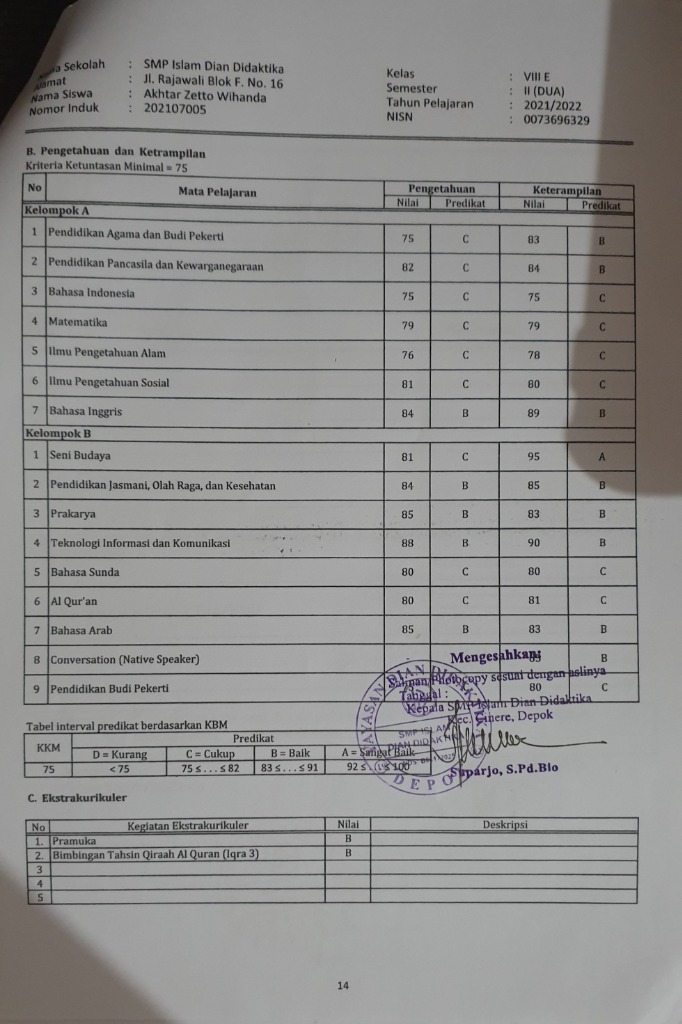 Sekolah : SMP Islam Dian Didaktika
Alamat : Jl. Rajawali Blok F. No. 16
Nama Siswa : Akhtar Zetto Wihanda
Nomor Induk : 202107005
Kelas : VIII E
Semester : II (DUA)
Tahun Pelajaran : 2021/2022
NISN : 0073696329
B. Pengetahuan dan Ketrampilan
Kriteria Ketuntasan Minimal = 75
No Mata Pelajaran Pengetahuan Keterampilan
Nilai Predikat Nilai Predikat
Kelompok A
1 Pendidikan Agama dan Budi Pekerti 75 C 83 B
2 Pendidikan Pancasila dan Kewarganegaraan 82 C 84 B
3 Bahasa Indonesia 75 C 75 C
4 Matematika 79 C 79 C
5 Ilmu Pengetahuan Alam 76 C 78 C
6 Ilmu Pengetahuan Sosial 81 C 80 C
7 Bahasa Inggris 84 B 89 B
Kelompok B
1 Seni Budaya 81 C 95 A
2 Pendidikan Jasmani, Olah Raga, dan Kesehatan 84 B 85 B
3 Prakarya 85 B 83 B
4 Teknologi Informasi dan Komunikasi 88 B 90 B
5 Bahasa Sunda 80 C 80 C
6 Al Qur'an 80 C 81 C
7 Bahasa Arab 85 B 83 B
8 Conversation (Native Speaker) B
9 Pendidikan Budi Pekerti 80 C
Mengesahkan;
Salinan/Photocopy sesuai dengan aslinya
Tanggal :
Kepala SMP Islam Dian Didaktika
Kec. Cinere, Depok
YAYASAN DIAN DIDAKTIKA
SMP ISLAM
DIAN DIDAKTIKA
DEPOK
Suparjo, S.Pd.BIo
Tabel interval predikat berdasarkan KBM
KKM Predikat
D = Kurang C = Cukup B = Baik A = Sangat Baik
75 < 75 75 ≤ . . . ≤ 82 83 ≤ . . . ≤ 91 92 ≤ . . . ≤ 100
C. Ekstrakurikuler
No Kegiatan Ekstrakurikuler Nilai Deskripsi
1. Pramuka B
2. Bimbingan Tahsin Qiraah Al Quran (Iqra 3) B
3
4
5
14